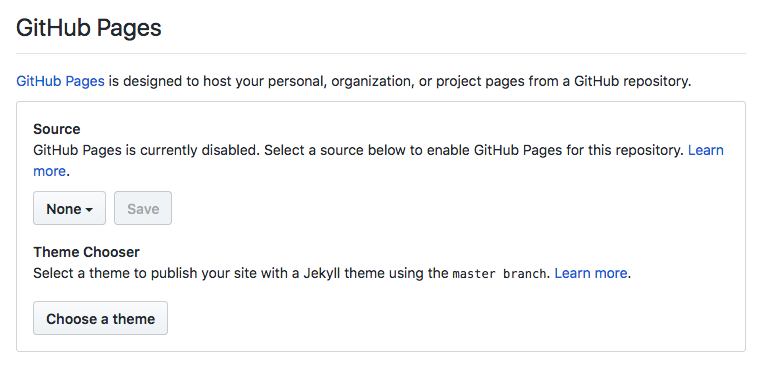 GitHub Pages
GitHub Pages is designed to host your personal, organization, or project pages from a GitHub repository.
Source
GitHub Pages is currently disabled. Select a source below to enable GitHub Pages for this repository. Learn
more.
None Save
Theme Chooser
Select a theme to publish your site with a Jekyll theme using the master branch. Learn more.
Choose a theme